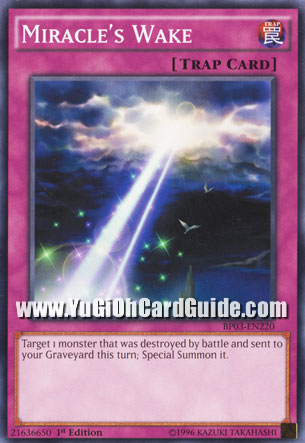 Miracle's Wake
TRAP
罠
[Trap Card]
www.YuGiOhCardGuide.com
BP03-EN220
Target 1 monster that was destroyed by battle and sent to
your Graveyard this turn; Special Summon it.
21636650 1st Edition ©1996 KAZUKI TAKAHASHI